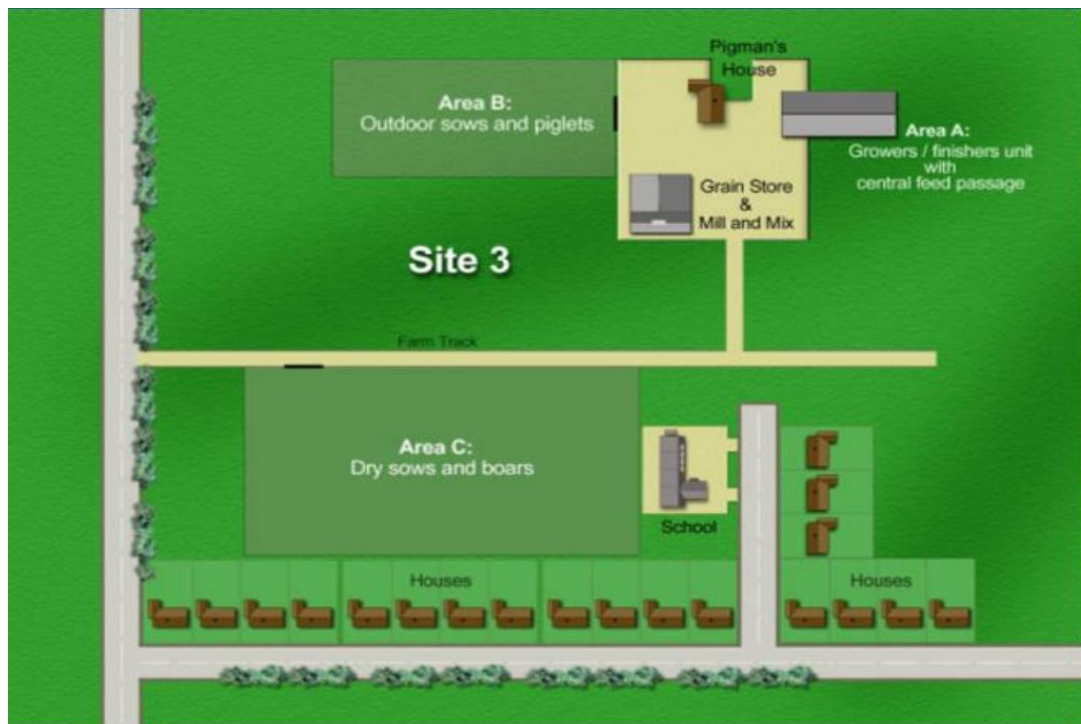 Pigman's
House
Area B:
Outdoor sows and piglets
Area A:
Growers / finishers unit
with
central feed passage
Grain Store
&
Mill and Mix
Site 3
Farm Track
Area C:
Dry sows and boars
School
Houses
Houses